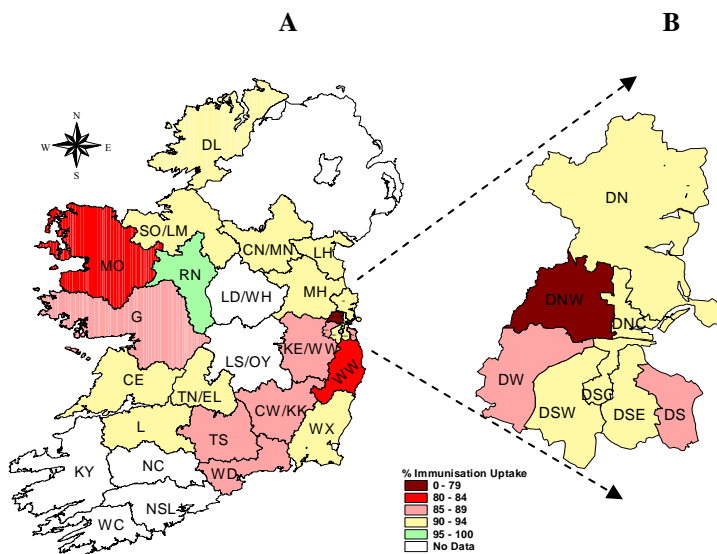 A
B
N
W E
S
DL
DN
SO/LM
CN/MN
LH
MO
RN
MH
LD/WH
DNW
DNC
G
KE/WW
LS/OY
WW
DW
DSC
CE
TN/EL
DSW
DSE
DS
CW/KK
WX
L
TS
KY
NC
WD
NSL
WC
% Immunisation Uptake
0 - 79
80 - 84
85 - 89
90 - 94
95 - 100
No Data